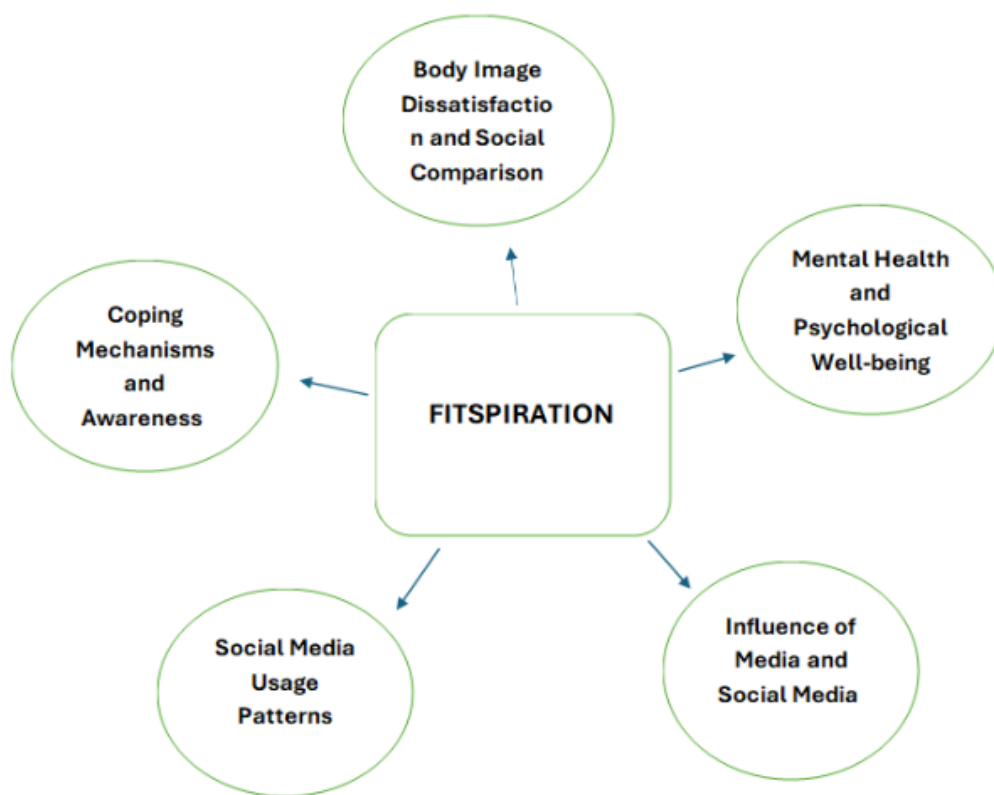 Body Image
Dissatisfactio
n and Social
Comparison
Mental Health
and
Psychological
Well-being
Coping
Mechanisms
and
Awareness
FITSPIRATION
Social Media
Usage
Patterns
Influence of
Media and
Social Media